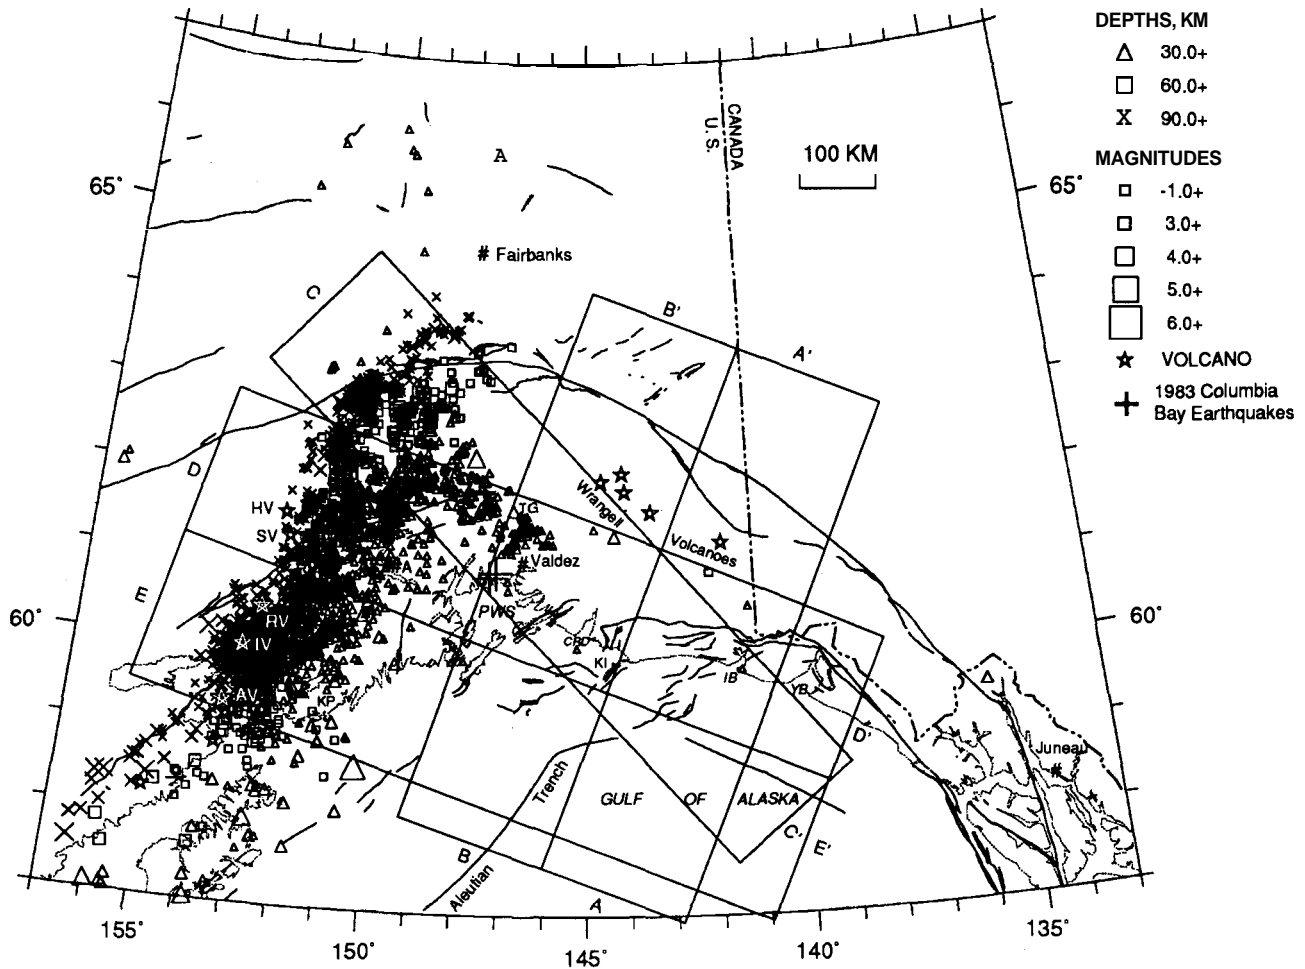 DEPTHS, KM
30.0+
60.0+
X 90.0+
MAGNITUDES
-1.0+
3.0+
4.0+
5.0+
6.0+
VOLCANO
1983 Columbia
Bay Earthquakes
CANADA
U. S.
100 KM
A
65°
65°
# Fairbanks
C
B'
A'
D
Wrangell
HV
TG
SV
Volcanoes
#Valdez
E
PWS
60°
60°
RV
IV
CRD
KI
IB
YB
AV
KP
D'
Juneau
#
Trench
GULF OF ALASKA
C'
E'
B
Aleutian
A
155°
150°
145°
140°
135°